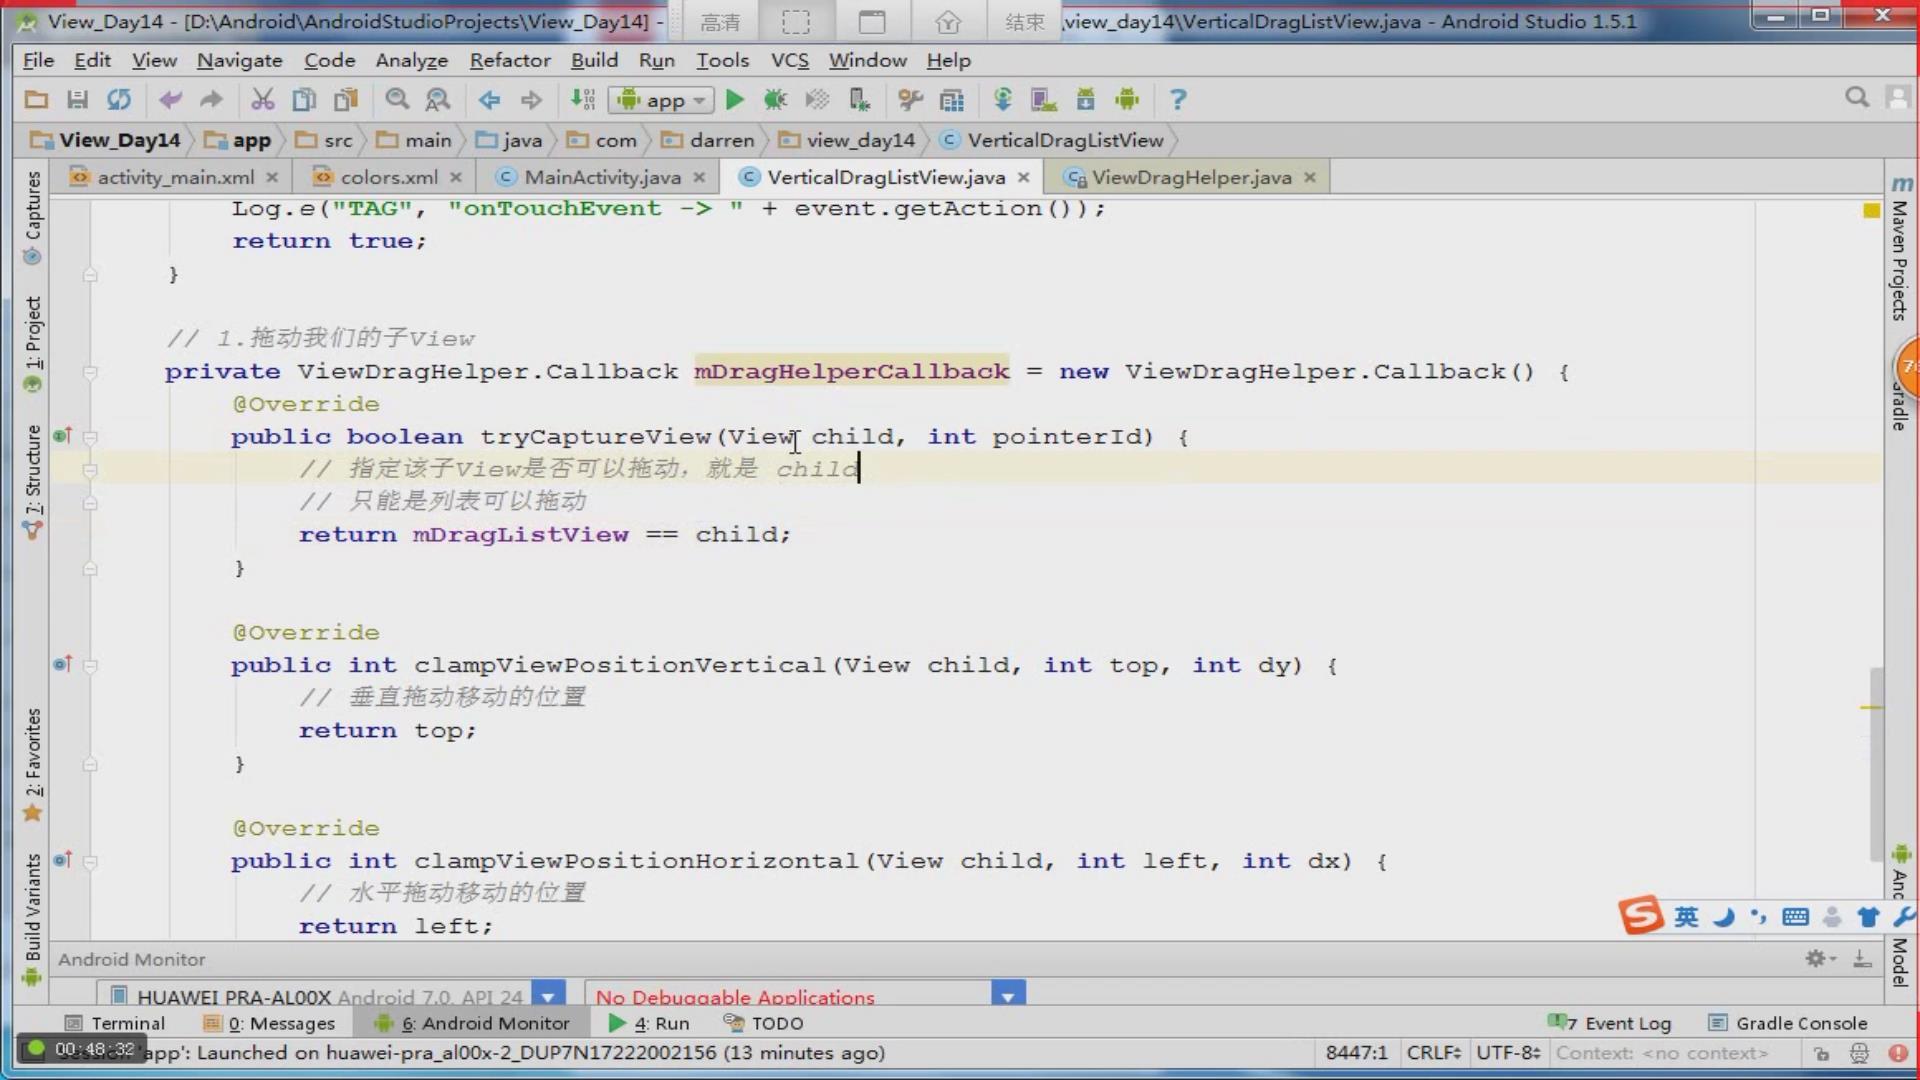 View_Day14 - [D:\Android\AndroidStudioProjects\View_Day14] -
高清
结束
\view_day14\VerticalDragListView.java - Android Studio 1.5.1
File Edit View Navigate Code Analyze Refactor Build Run Tools VCS Window Help
app
View_Day14 app src main java com darren view_day14 VerticalDragListView
activity_main.xml colors.xml MainActivity.java VerticalDragListView.java ViewDragHelper.java
Captures
1: Project
7: Structure
2: Favorites
Build Variants
Log.e("TAG", "onTouchEvent -> " + event.getAction());
return true;
}
// 1.拖动我们的子View
private ViewDragHelper.Callback mDragHelperCallback = new ViewDragHelper.Callback() {
@Override
public boolean tryCaptureView(View child, int pointerId) {
// 指定该子View是否可以拖动，就是 child
// 只能是列表可以拖动
return mDragListView == child;
}
@Override
public int clampViewPositionVertical(View child, int top, int dy) {
// 垂直拖动移动的位置
return top;
}
@Override
public int clampViewPositionHorizontal(View child, int left, int dx) {
// 水平拖动移动的位置
return left;
Maven Projects
Model
英
Android Monitor
HUAWEI PRA-AL00X Android 7.0, API 24
No Debuggable Applications
Terminal 0: Messages 6: Android Monitor 4: Run TODO
7 Event Log Gradle Console
00:48:32
'app': Launched on huawei-pra_al00x-2_DUP7N17222002156 (13 minutes ago)
8447:1 CRLF UTF-8 Context: <no context>